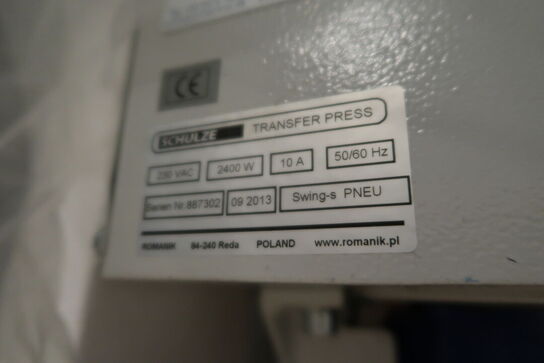 CE
SCHULZE TRANSFER PRESS
230 VAC 2400 W 10 A 50/60 Hz
Serien Nr.887302 09 2013 Swing-s PNEU
ROMANIK 84-240 Reda POLAND www.romanik.pl